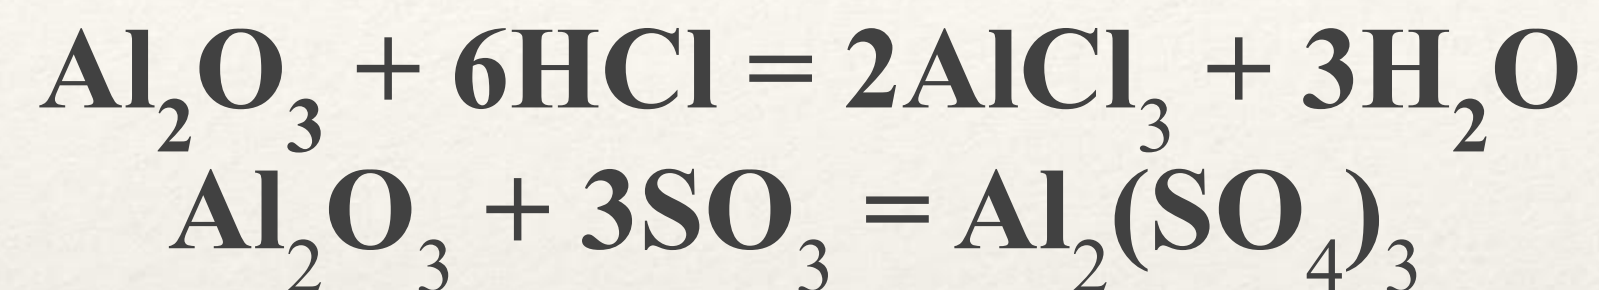 Al₂O₃ + 6HCl = 2AlCl₃ + 3H₂O
Al₂O₃ + 3SO₃ = Al₂(SO₄)₃